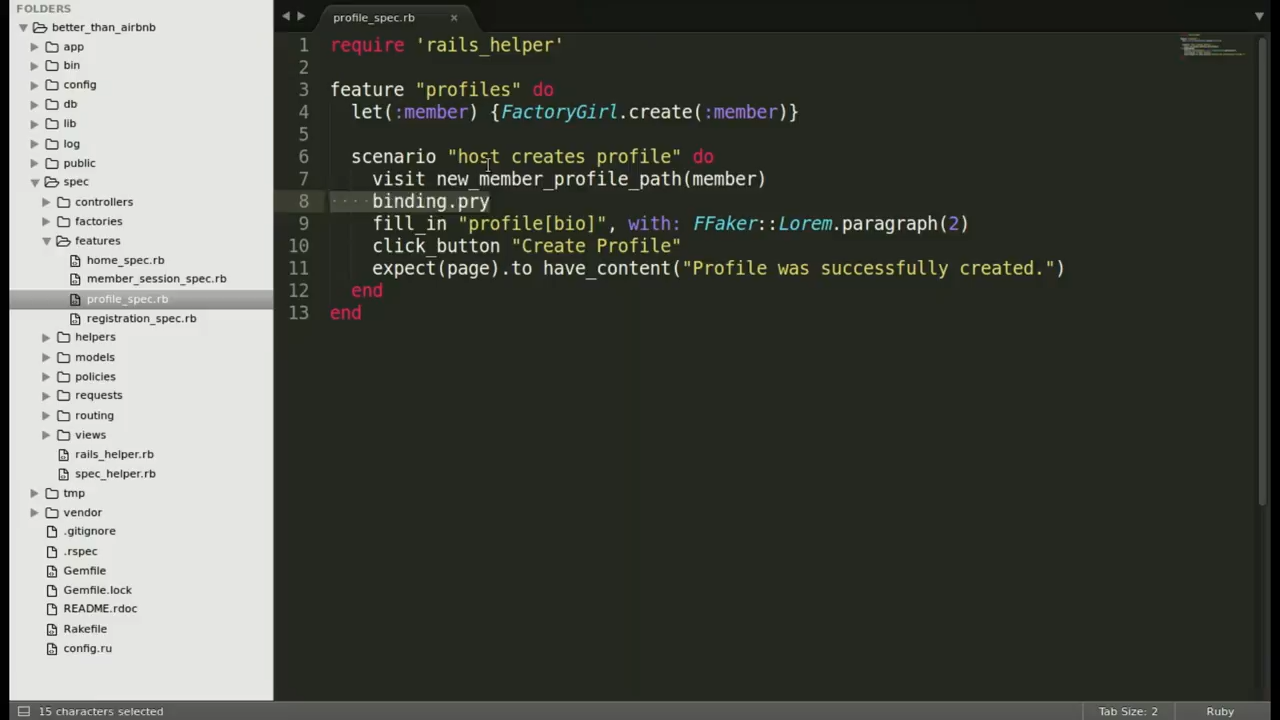 FOLDERS
better_than_airbnb
app
bin
config
db
lib
log
public
spec
controllers
factories
features
home_spec.rb
member_session_spec.rb
profile_spec.rb
registration_spec.rb
helpers
models
policies
requests
routing
views
rails_helper.rb
spec_helper.rb
tmp
vendor
.gitignore
.rspec
Gemfile
Gemfile.lock
README.rdoc
Rakefile
config.ru
profile_spec.rb ×
1 require 'rails_helper'
2
3 feature "profiles" do
4 let(:member) {FactoryGirl.create(:member)}
5
6 scenario "host creates profile" do
7 visit new_member_profile_path(member)
8 binding.pry
9 fill_in "profile[bio]", with: FFaker::Lorem.paragraph(2)
10 click_button "Create Profile"
11 expect(page).to have_content("Profile was successfully created.")
12 end
13 end
15 characters selected
Tab Size: 2
Ruby